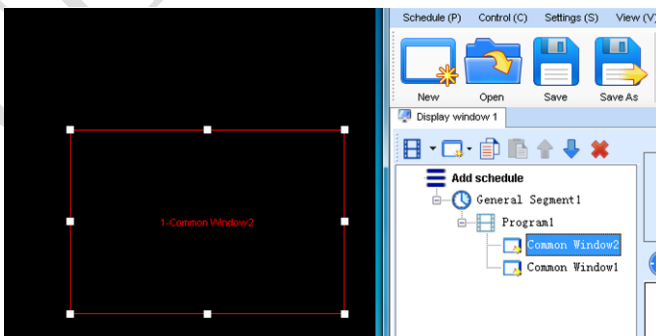 Schedule (P) Control (C) Settings (S) View (V)
New Open Save Save As
Display window 1
Add schedule
General Segment1
Program1
Common Window2
Common Window1
1-Common Window2